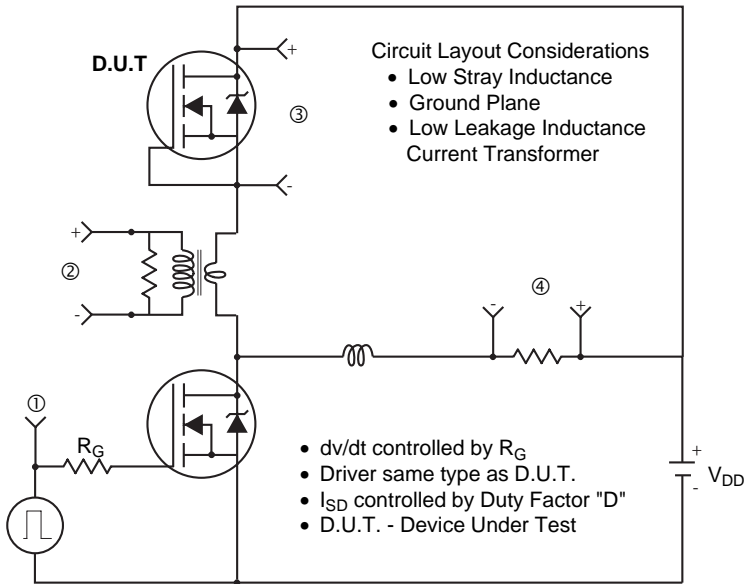 D.U.T
+
-
③
Circuit Layout Considerations
• Low Stray Inductance
• Ground Plane
• Low Leakage Inductance
Current Transformer
+
②
-
-
④
+
①
RG
• dv/dt controlled by RG
• Driver same type as D.U.T.
• ISD controlled by Duty Factor "D"
• D.U.T. - Device Under Test
+
-
VDD